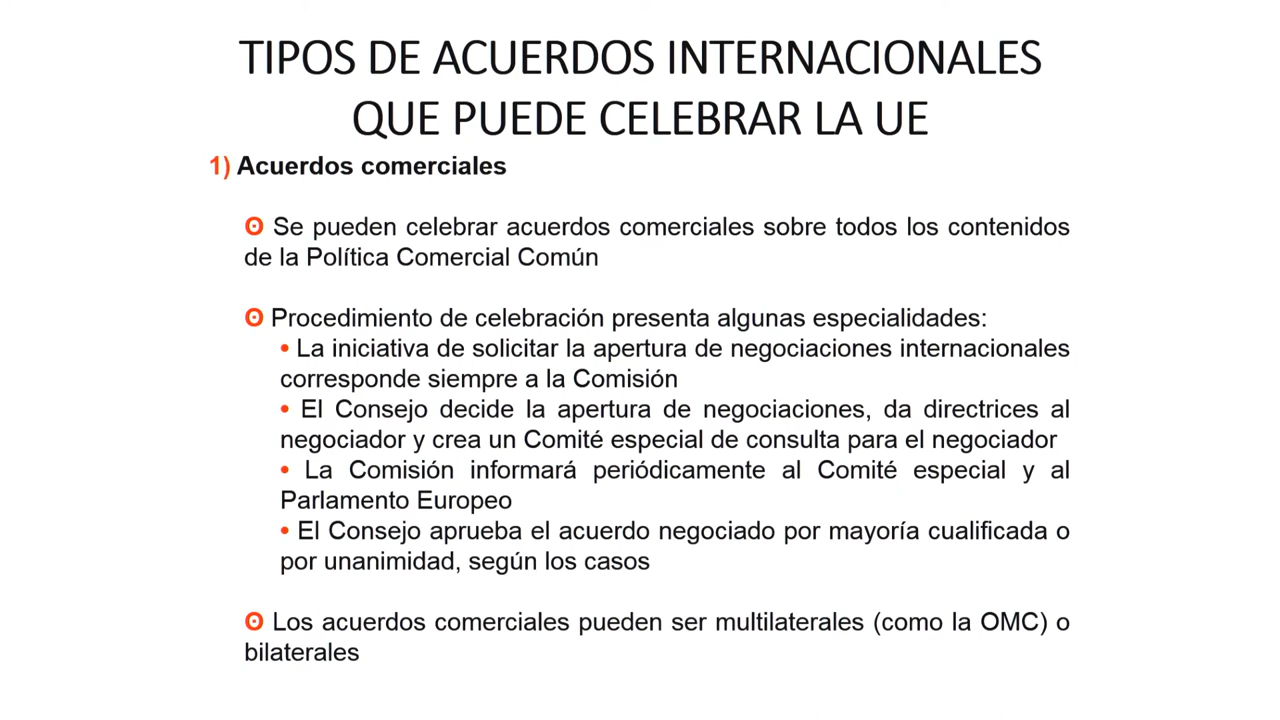 TIPOS DE ACUERDOS INTERNACIONALES
QUE PUEDE CELEBRAR LA UE
1) Acuerdos comerciales
ʘ Se pueden celebrar acuerdos comerciales sobre todos los contenidos
de la Política Comercial Común
ʘ Procedimiento de celebración presenta algunas especialidades:
• La iniciativa de solicitar la apertura de negociaciones internacionales
corresponde siempre a la Comisión
• El Consejo decide la apertura de negociaciones, da directrices al
negociador y crea un Comité especial de consulta para el negociador
• La Comisión informará periódicamente al Comité especial y al
Parlamento Europeo
• El Consejo aprueba el acuerdo negociado por mayoría cualificada o
por unanimidad, según los casos
ʘ Los acuerdos comerciales pueden ser multilaterales (como la OMC) o
bilaterales